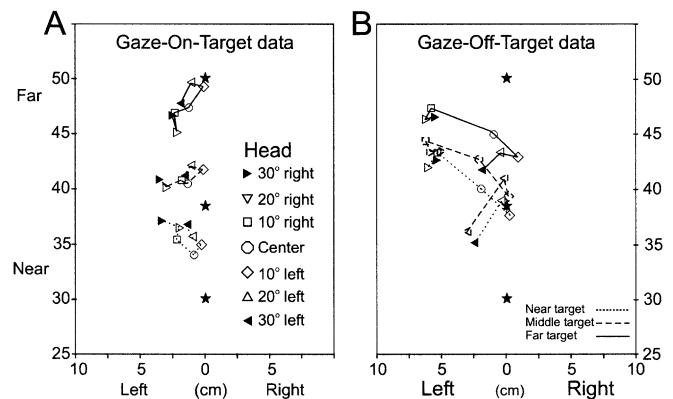 A
Gaze-On-Target data
B
Gaze-Off-Target data
Far
Near
50
45
40
35
30
25
Head
30° right
20° right
10° right
Center
10° left
20° left
30° left
10 5 0 5 10
Left (cm) Right
50
45
40
35
30
25
Near target
Middle target
Far target
10 5 0 5 10
Left (cm) Right